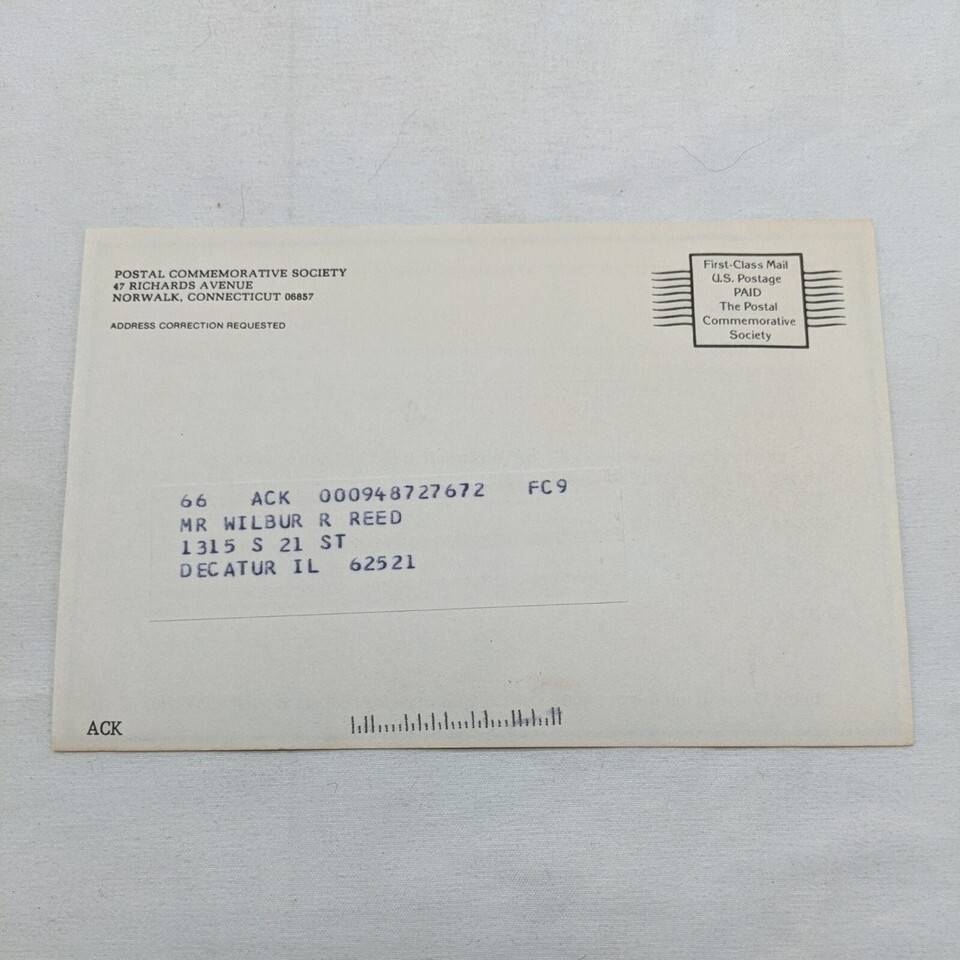 POSTAL COMMEMORATIVE SOCIETY
47 RICHARDS AVENUE
NORWALK, CONNECTICUT 06857
ADDRESS CORRECTION REQUESTED
First-Class Mail
U.S. Postage
PAID
The Postal
Commemorative
Society
66 ACK 000948727672 FC9
MR WILBUR R REED
1315 S 21 ST
DECATUR IL 62521
ACK